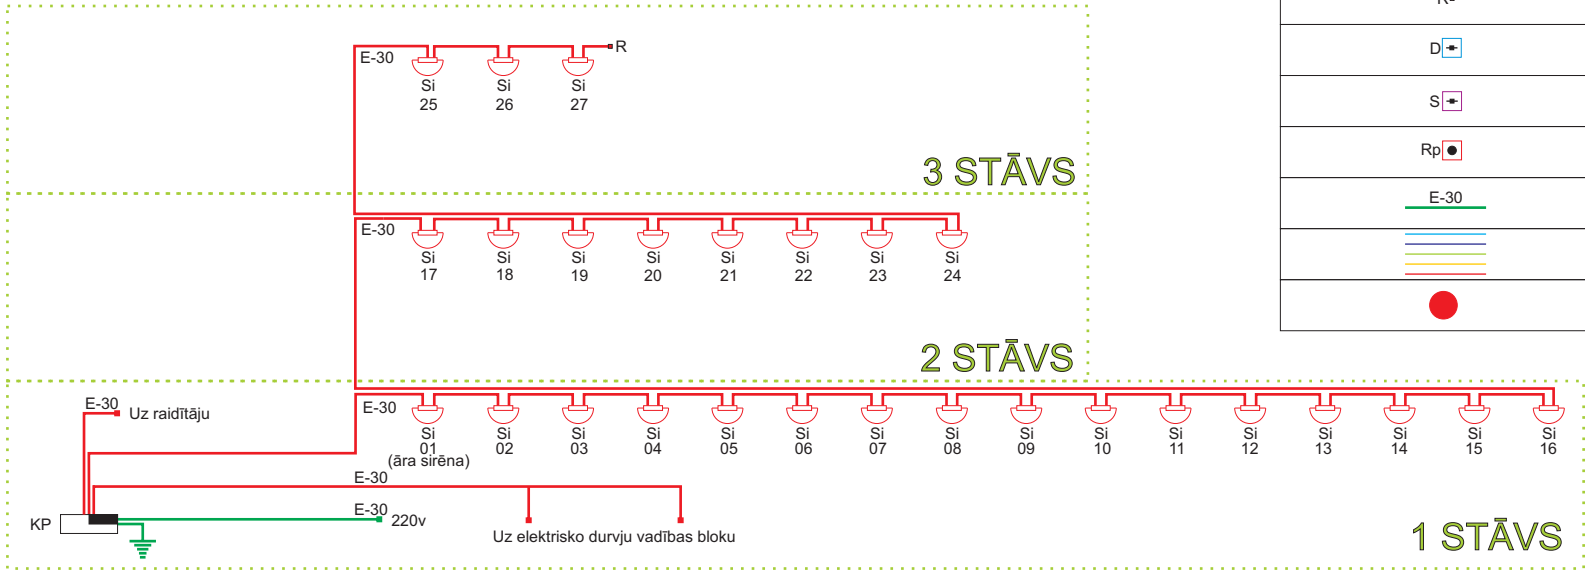 E-30
R
Si Si Si
25 26 27
3 STĀVS
E-30
Si Si Si Si Si Si Si Si
17 18 19 20 21 22 23 24
2 STĀVS
E-30 Uz raidītāju
E-30
Si Si Si Si Si Si Si Si Si Si Si Si Si Si Si Si
01 02 03 04 05 06 07 08 09 10 11 12 13 14 15 16
(āra sirēna)
E-30
E-30
220v
KP
Uz elektrisko durvju vadības bloku
1 STĀVS
D
S
Rp
E-30